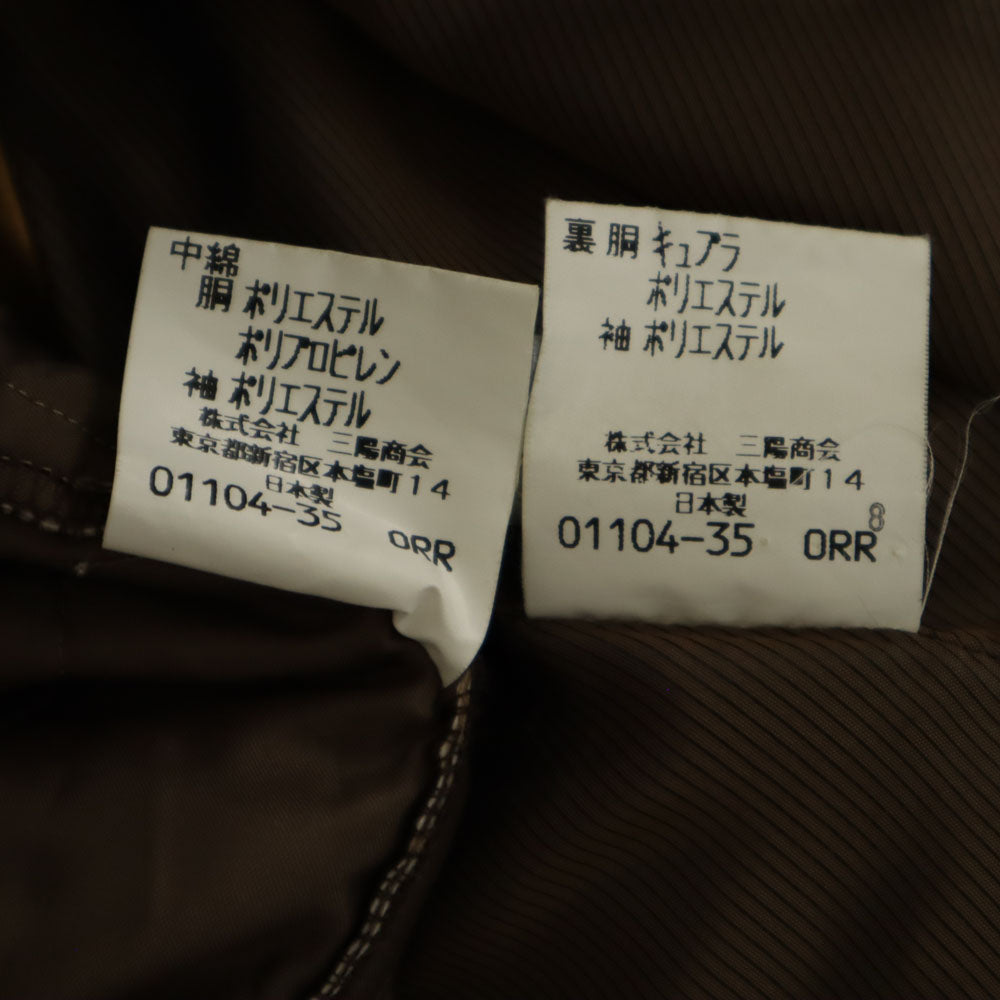 中綿
胴 ポリエステル
ポリプロピレン
袖 ポリエステル
株式会社 三陽商会
東京都新宿区本塩町14
日本製
01104-35 ORR
裏 胴 キュプラ
ポリエステル
袖 ポリエステル
株式会社 三陽商会
東京都新宿区本塩町14
日本製
01104-35 ORR 8